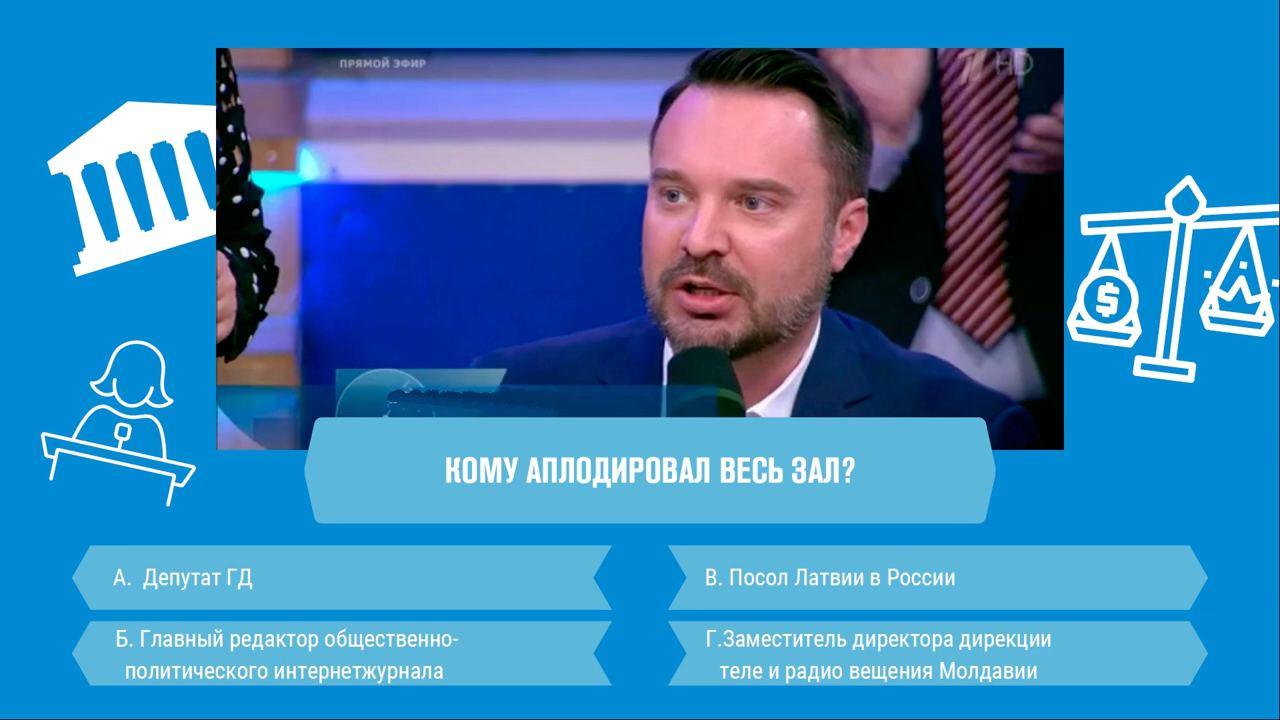 ПРЯМОЙ ЭФИР
HD
КОМУ АПЛОДИРОВАЛ ВЕСЬ ЗАЛ?
А. Депутат ГД
В. Посол Латвии в России
Б. Главный редактор общественно-
политического интернетжурнала
Г.Заместитель директора дирекции
теле и радио вещения Молдавии
$